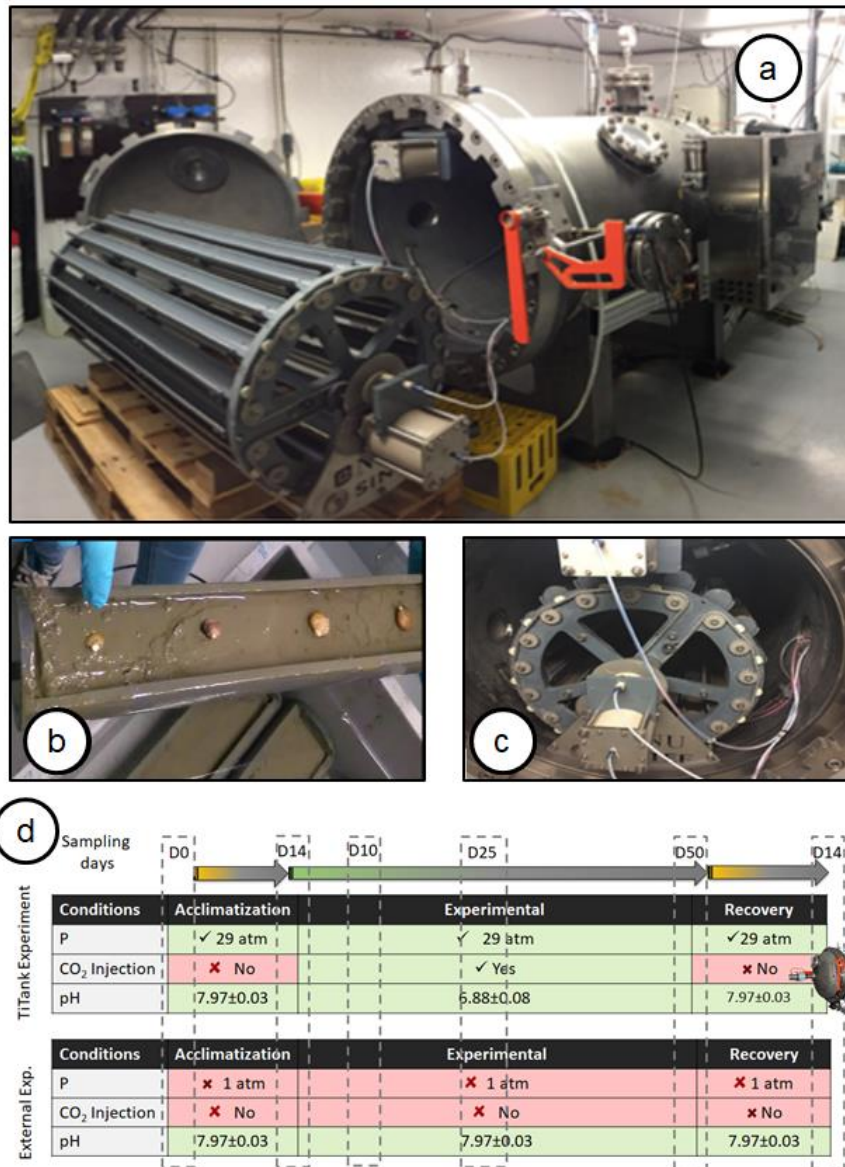 a
b
c
d
Sampling days
D0
D14
D10
D25
D50
D14
TiTank Experiment
Conditions Acclimatization Experimental Recovery
P ✓ 29 atm ✓ 29 atm ✓29 atm
CO₂ Injection ✗ No ✓ Yes ✗ No
pH 7.97±0.03 6.88±0.08 7.97±0.03
External Exp.
Conditions Acclimatization Experimental Recovery
P ✗ 1 atm ✗ 1 atm ✗ 1 atm
CO₂ Injection ✗ No ✗ No ✗ No
pH 7.97±0.03 7.97±0.03 7.97±0.03